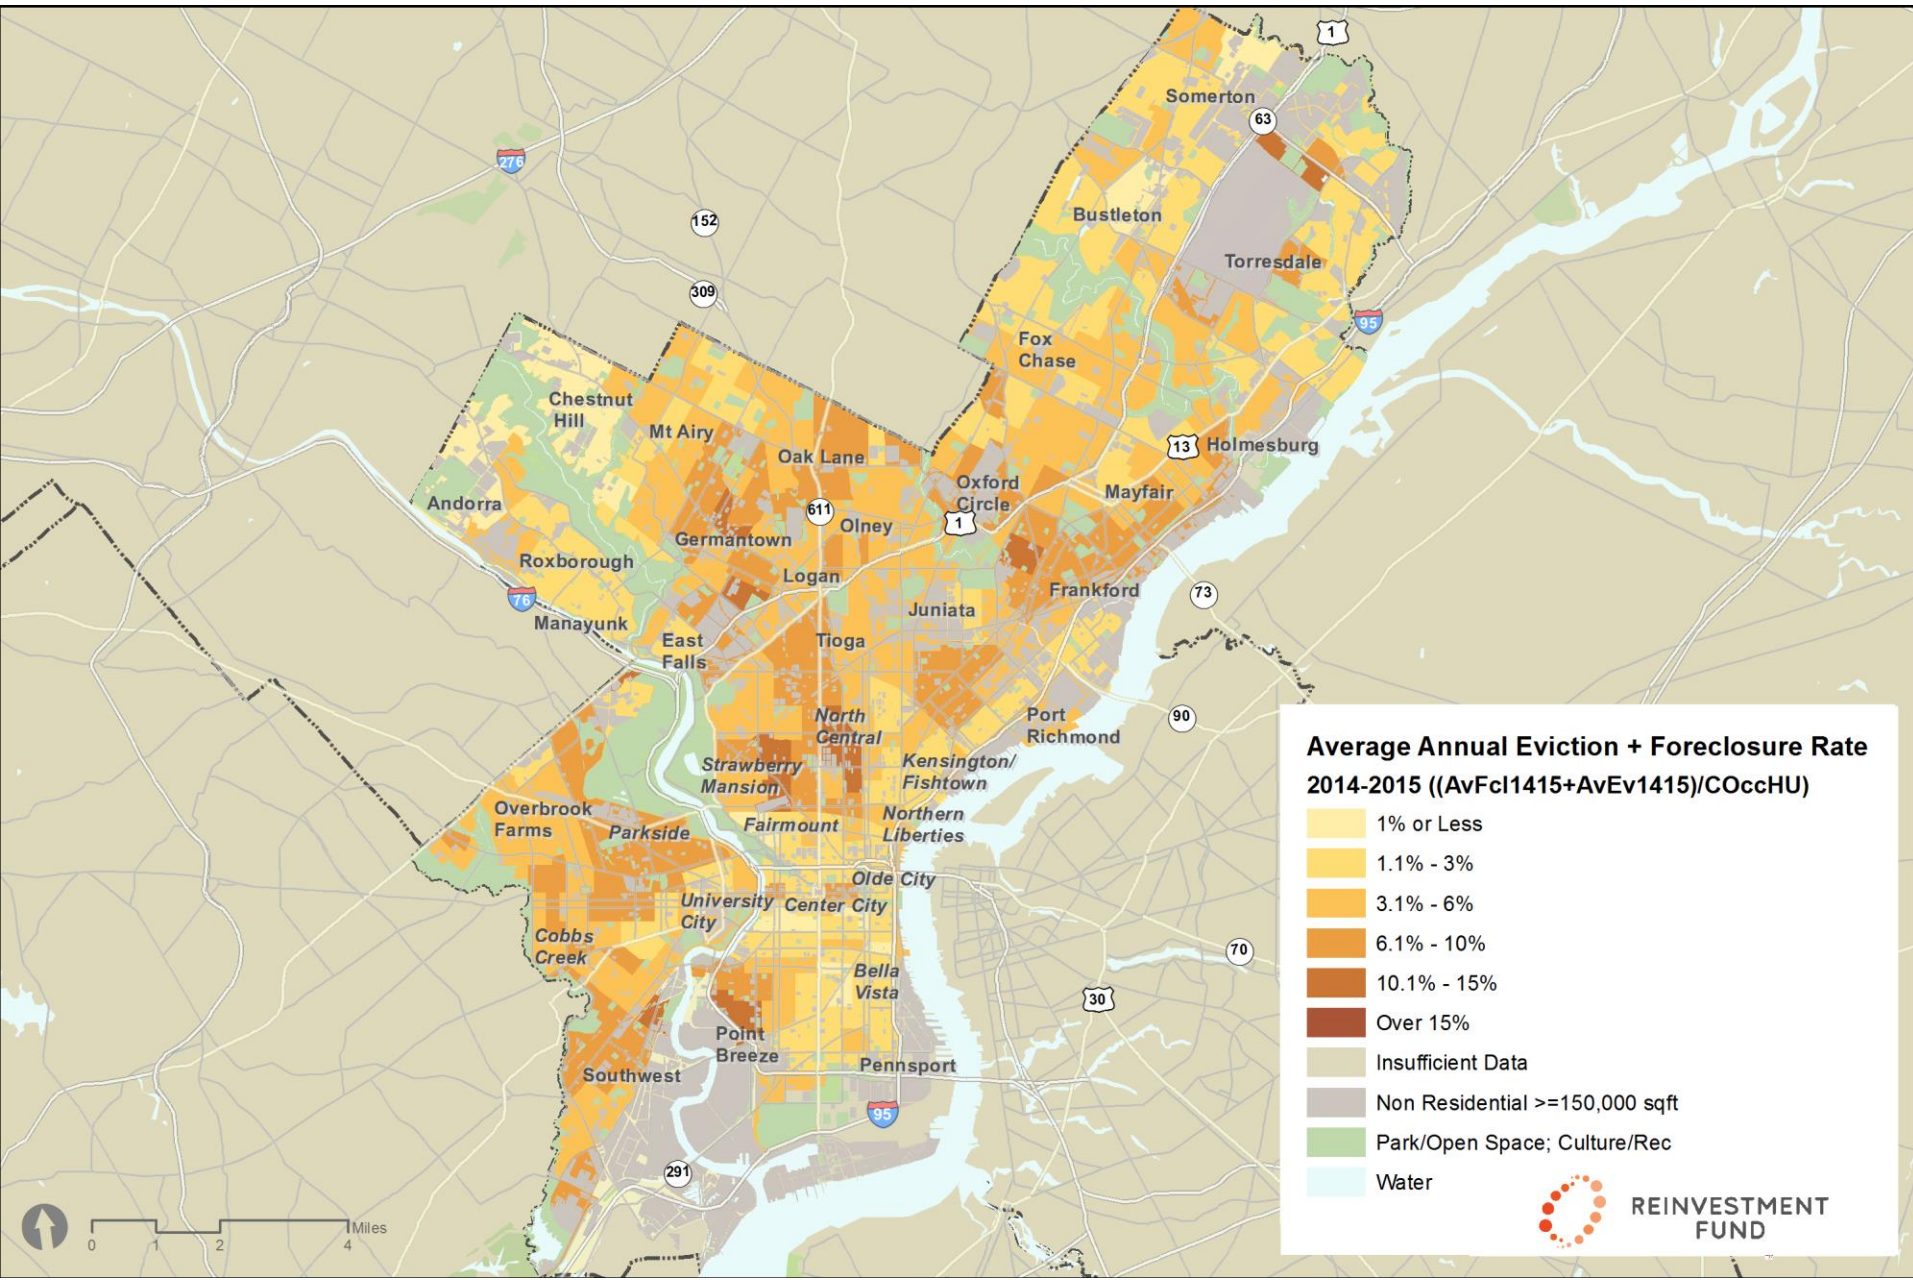 1
Somerton
63
276
Bustleton
152
Torresdale
309
95
Fox
Chase
Chestnut
Hill
Mt Airy
13
Holmesburg
Oak Lane
Oxford
Circle
Mayfair
Andorra
611
Olney
1
Germantown
Roxborough
Logan
Frankford
73
76
Juniata
Manayunk
East
Falls
Tioga
North
Central
Port
Richmond
90
Strawberry
Mansion
Kensington/
Fishtown
Overbrook
Farms
Parkside
Fairmount
Northern
Liberties
Olde City
University
City
Center City
Cobbs
Creek
70
Bella
Vista
30
Point
Breeze
Southwest
Pennsport
95
291
Miles
0 1 2 4
Average Annual Eviction + Foreclosure Rate
2014-2015 ((AvFcl1415+AvEv1415)/COccHU)
1% or Less
1.1% - 3%
3.1% - 6%
6.1% - 10%
10.1% - 15%
Over 15%
Insufficient Data
Non Residential >=150,000 sqft
Park/Open Space; Culture/Rec
Water
REINVESTMENT
FUND